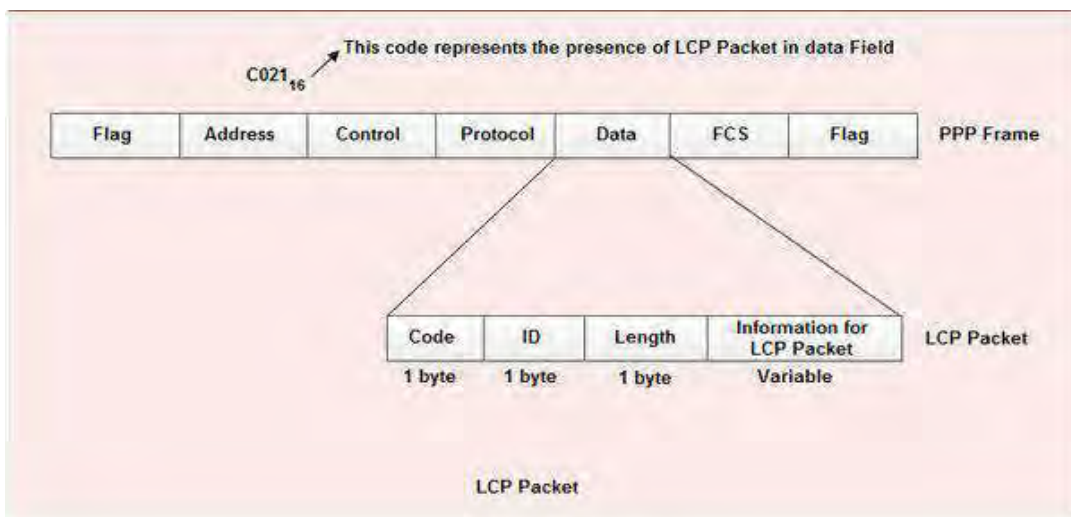 This code represents the presence of LCP Packet in data Field
C021₁₆
Flag Address Control Protocol Data FCS Flag PPP Frame
Code ID Length Information for LCP Packet LCP Packet
1 byte 1 byte 1 byte Variable
LCP Packet